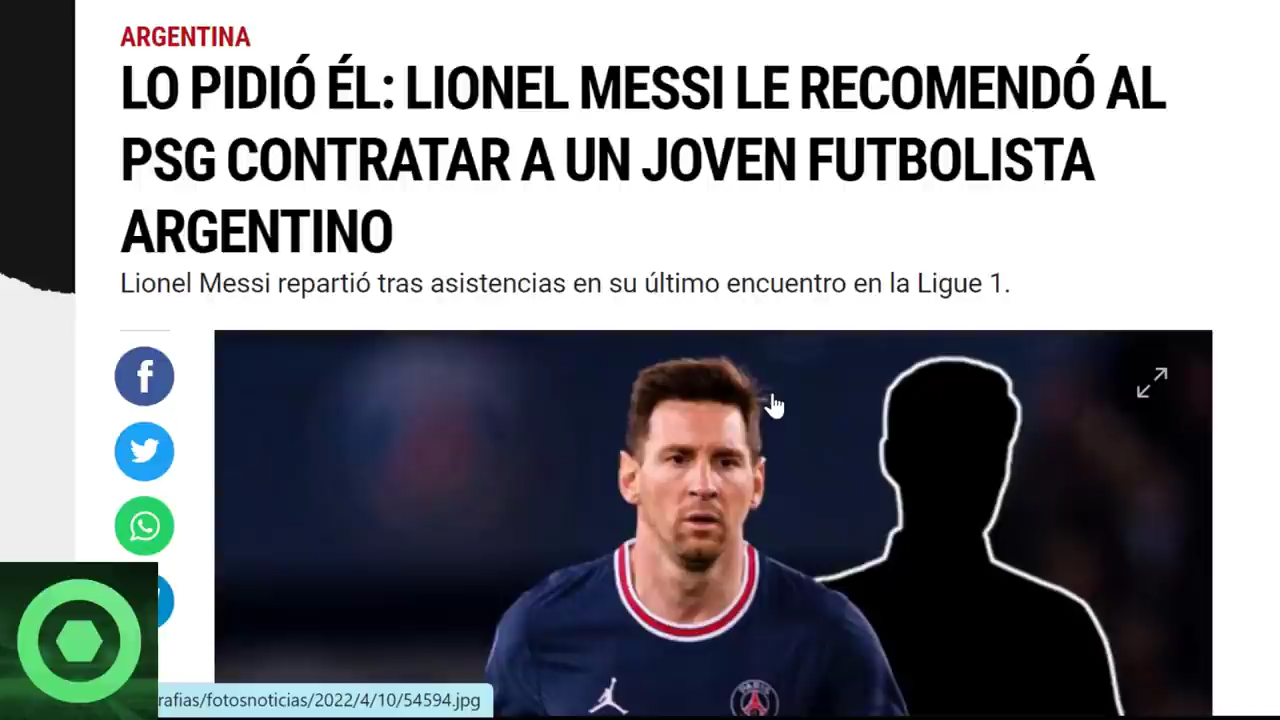 ARGENTINA
LO PIDIÓ ÉL: LIONEL MESSI LE RECOMENDÓ AL
PSG CONTRATAR A UN JOVEN FUTBOLISTA
ARGENTINO
Lionel Messi repartió tras asistencias en su último encuentro en la Ligue 1.
PARIS
rafias/fotosnoticias/2022/4/10/54594.jpg